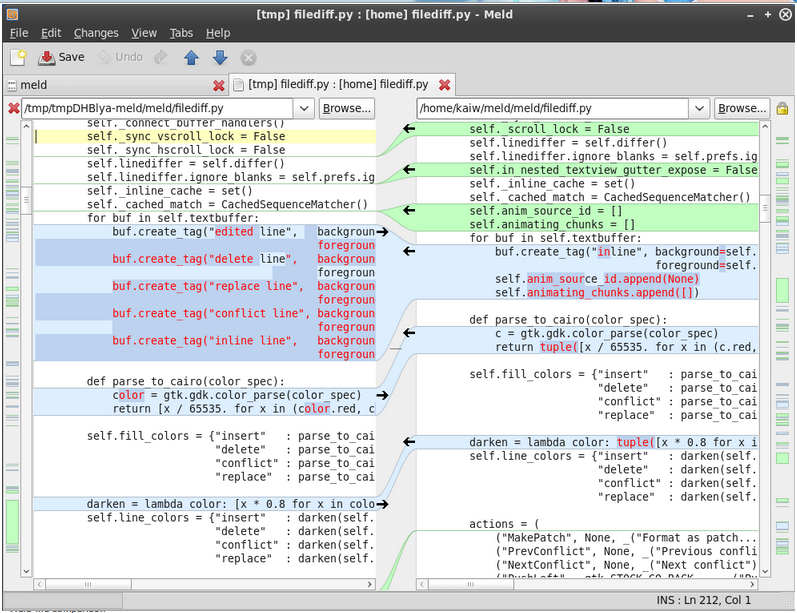 [tmp] filediff.py : [home] filediff.py - Meld
File Edit Changes View Tabs Help
Save Undo
meld
[tmp] filediff.py : [home] filediff.py
/tmp/tmpDHBlya-meld/meld/filediff.py Browse...
/home/kaiw/meld/meld/filediff.py Browse...
self._connect_buffer_handlers()
self._sync_vscroll_lock = False
self._sync_hscroll_lock = False
self.linediffer = self.differ()
self.linediffer.ignore_blanks = self.prefs.ig
self._inline_cache = set()
self._cached_match = CachedSequenceMatcher()
for buf in self.textbuffer:
buf.create_tag("edited line", backgroun
foregroun
buf.create_tag("delete line", backgroun
foregroun
buf.create_tag("replace line", backgroun
foregroun
buf.create_tag("conflict line", backgroun
foregroun
buf.create_tag("inline line", backgroun
foregroun
def parse_to_cairo(color_spec):
color = gtk.gdk.color_parse(color_spec)
return [x / 65535. for x in (color.red, c
self.fill_colors = {"insert" : parse_to_cai
"delete" : parse_to_cai
"conflict" : parse_to_cai
"replace" : parse_to_cai
darken = lambda color: [x * 0.8 for x in colo
self.line_colors = {"insert" : darken(self.
"delete" : darken(self.
"conflict" : darken(self.
"replace" : darken(self.
self._scroll_lock = False
self.linediffer = self.differ()
self.linediffer.ignore_blanks = self.prefs.ig
self.in_nested_textview_gutter_expose = False
self._inline_cache = set()
self._cached_match = CachedSequenceMatcher()
self.anim_source_id = []
self.animating_chunks = []
for buf in self.textbuffer:
buf.create_tag("inline", background=self.
foreground=self.
self.anim_source_id.append(None)
self.animating_chunks.append([])
def parse_to_cairo(color_spec):
c = gtk.gdk.color_parse(color_spec)
return tuple([x / 65535. for x in (c.red,
self.fill_colors = {"insert" : parse_to_cai
"delete" : parse_to_cai
"conflict" : parse_to_cai
"replace" : parse_to_cai
darken = lambda color: tuple([x * 0.8 for x i
self.line_colors = {"insert" : darken(self.
"delete" : darken(self.
"conflict" : darken(self.
"replace" : darken(self.
actions = (
("MakePatch", None, _("Format as patch...
("PrevConflict", None, _("Previous confli
("NextConflict", None, _("Next conflict")
INS : Ln 212, Col 1